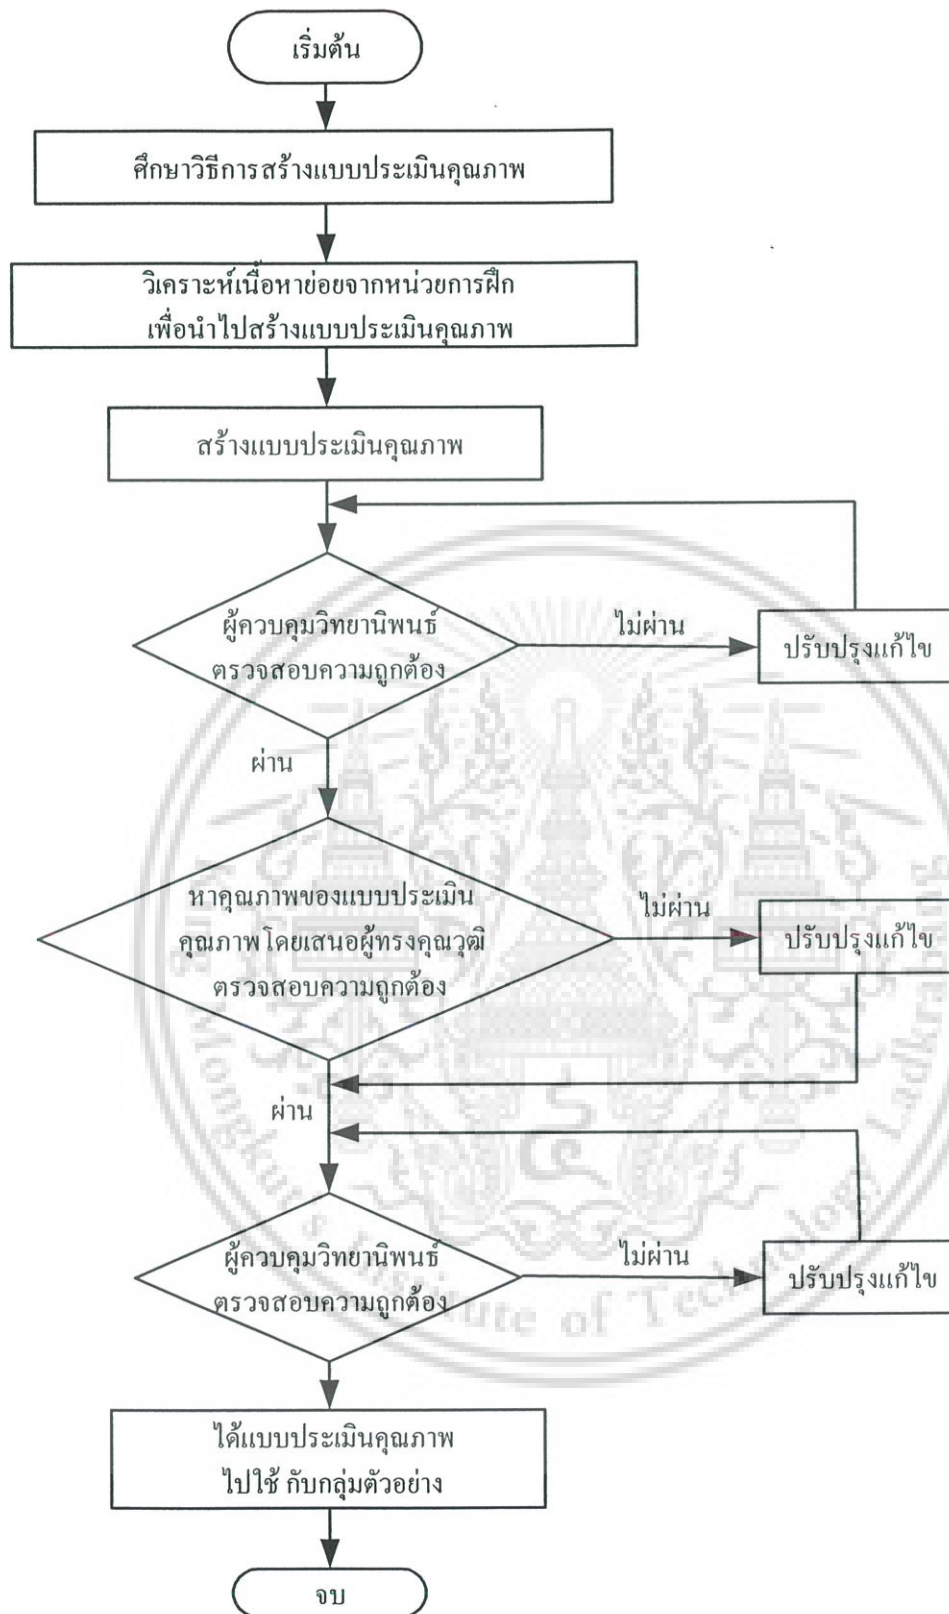 เริ่มต้น
ศึกษาวิธีการสร้างแบบประเมินคุณภาพ
วิเคราะห์เนื้อหาย่อยจากหน่วยการฝึก
เพื่อนำไปสร้างแบบประเมินคุณภาพ
สร้างแบบประเมินคุณภาพ
ผู้ควบคุมวิทยานิพนธ์
ตรวจสอบความถูกต้อง
ไม่ผ่าน
ปรับปรุงแก้ไข
ผ่าน
หาคุณภาพของแบบประเมิน
คุณภาพโดยเสนอผู้ทรงคุณวุฒิ
ตรวจสอบความถูกต้อง
ไม่ผ่าน
ปรับปรุงแก้ไข
ผ่าน
ผู้ควบคุมวิทยานิพนธ์
ตรวจสอบความถูกต้อง
ไม่ผ่าน
ปรับปรุงแก้ไข
ได้แบบประเมินคุณภาพ
ไปใช้ กับกลุ่มตัวอย่าง
จบ